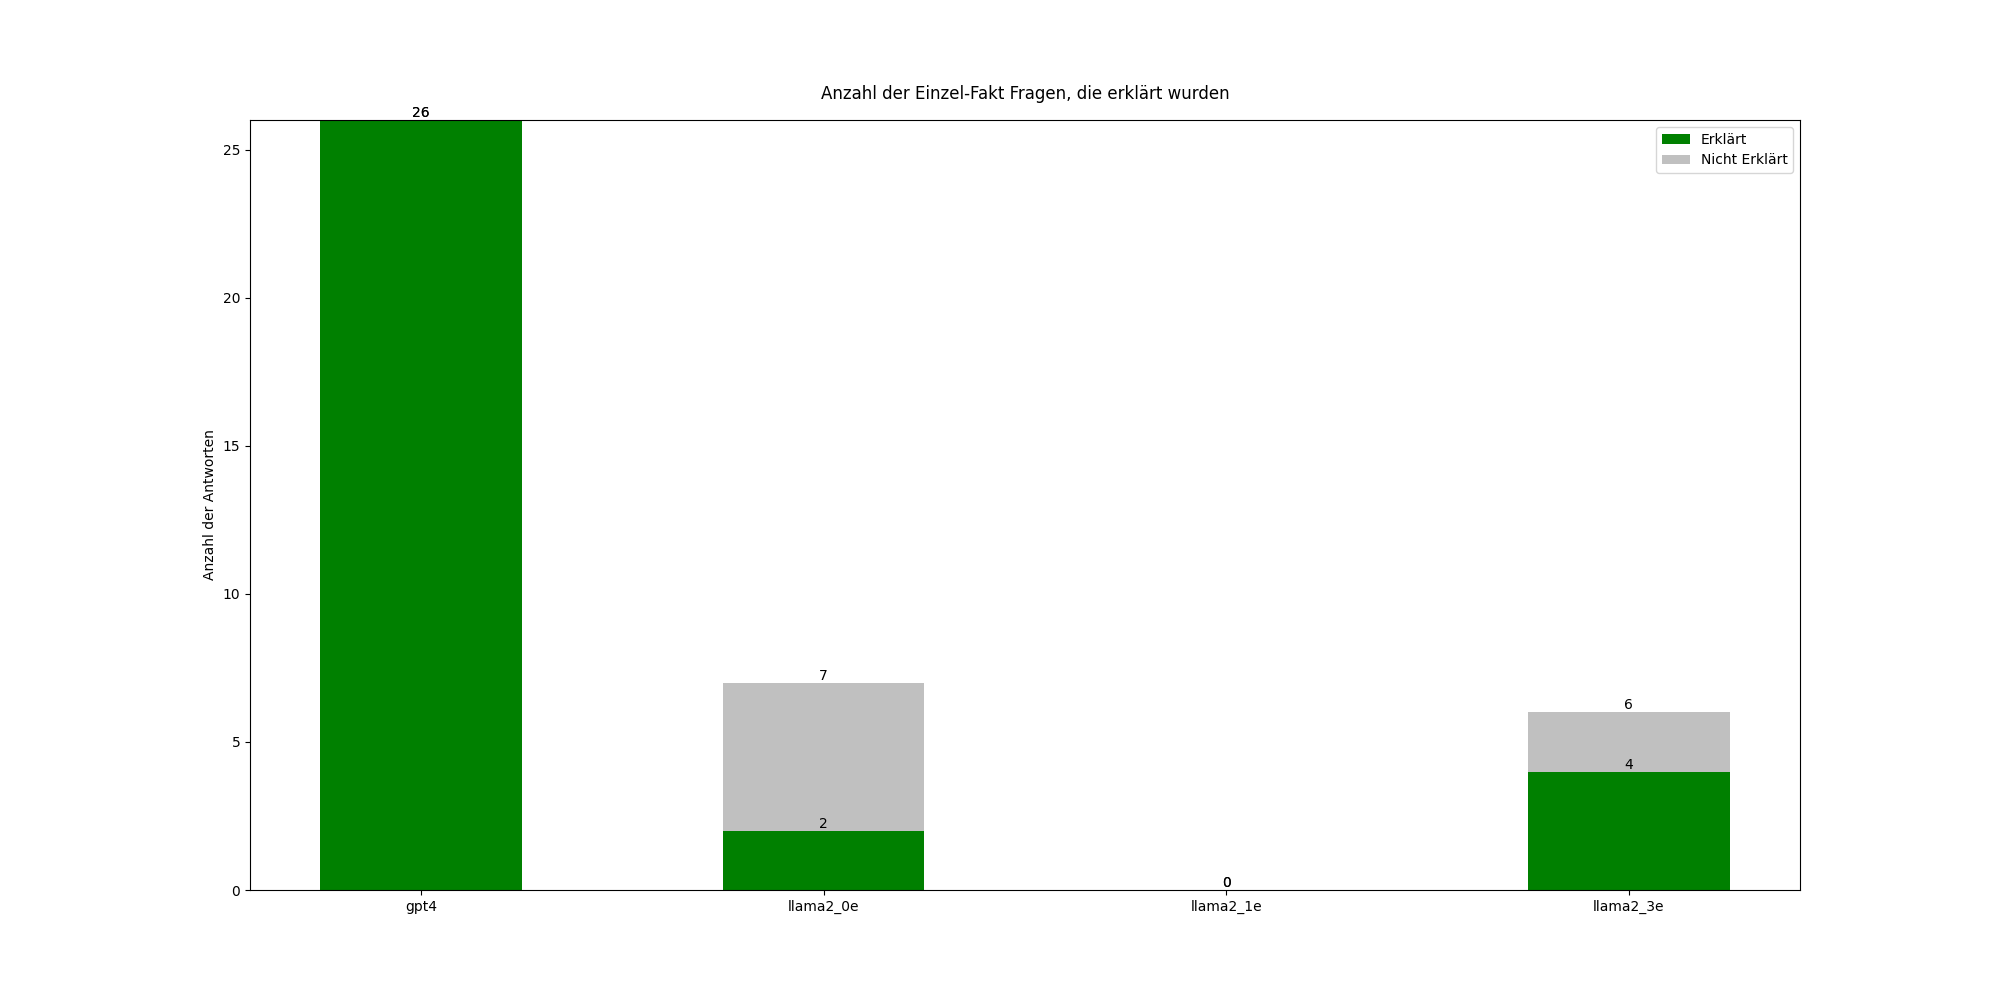 Anzahl der Einzel-Fakt Fragen, die erklärt wurden
26
25
20
15
10
5
0
Anzahl der Antworten
Erklärt
Nicht Erklärt
7
2
0
6
4
gpt4
llama2_0e
llama2_1e
llama2_3e